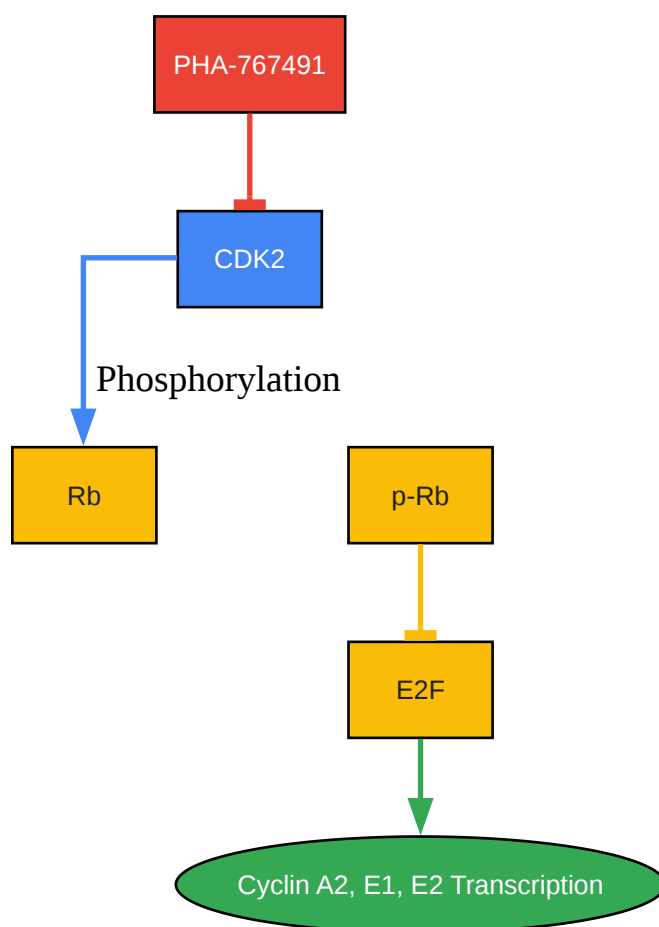 PHA-767491
CDK2
Phosphorylation
Rb
p-Rb
E2F
Cyclin A2, E1, E2 Transcription